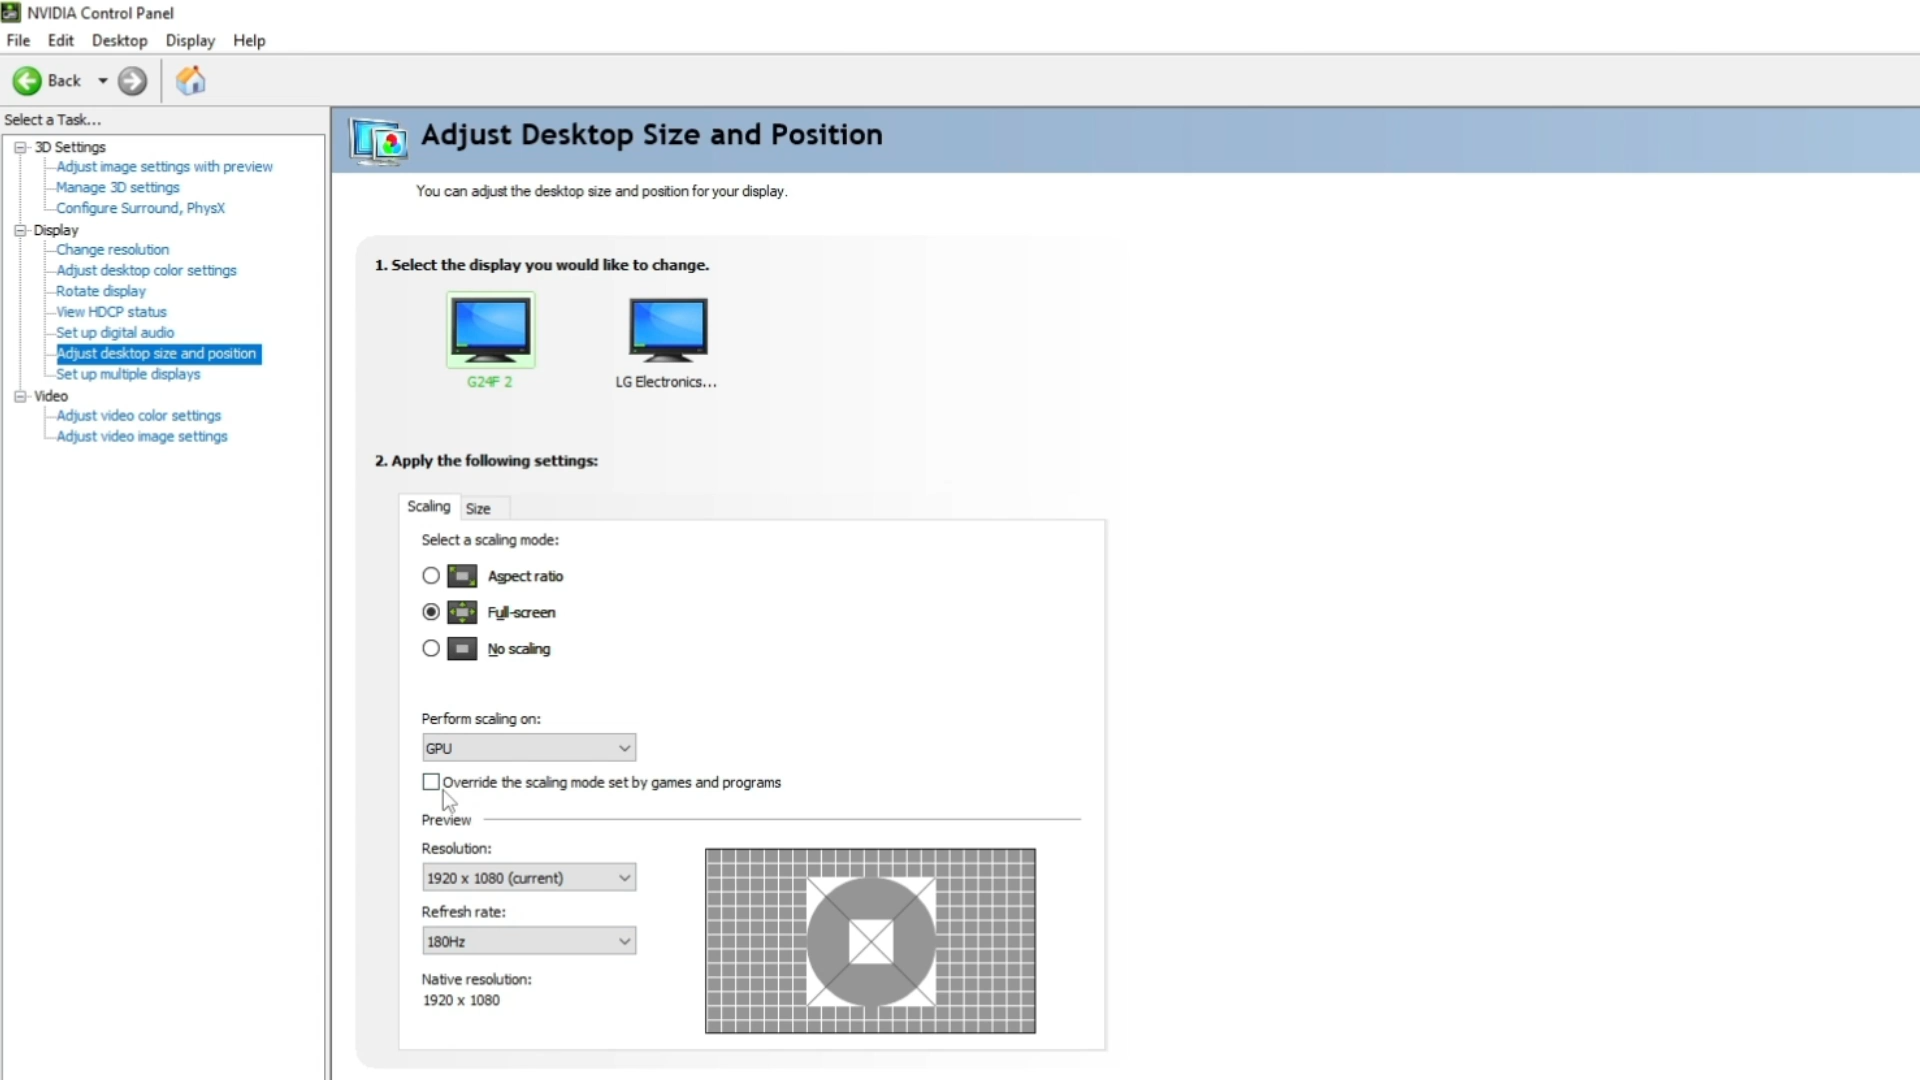 NVIDIA Control Panel
File Edit Desktop Display Help
Back
Select a Task...
3D Settings
Adjust image settings with preview
Manage 3D settings
Configure Surround, PhysX
Display
Change resolution
Adjust desktop color settings
Rotate display
View HDCP status
Set up digital audio
Adjust desktop size and position
Set up multiple displays
Video
Adjust video color settings
Adjust video image settings
Adjust Desktop Size and Position
You can adjust the desktop size and position for your display.
1. Select the display you would like to change.
G24F 2 LG Electronics...
2. Apply the following settings:
Scaling Size
Select a scaling mode:
Aspect ratio
Full-screen
No scaling
Perform scaling on:
GPU
Override the scaling mode set by games and programs
Preview
Resolution:
1920 x 1080 (current)
Refresh rate:
180Hz
Native resolution:
1920 x 1080